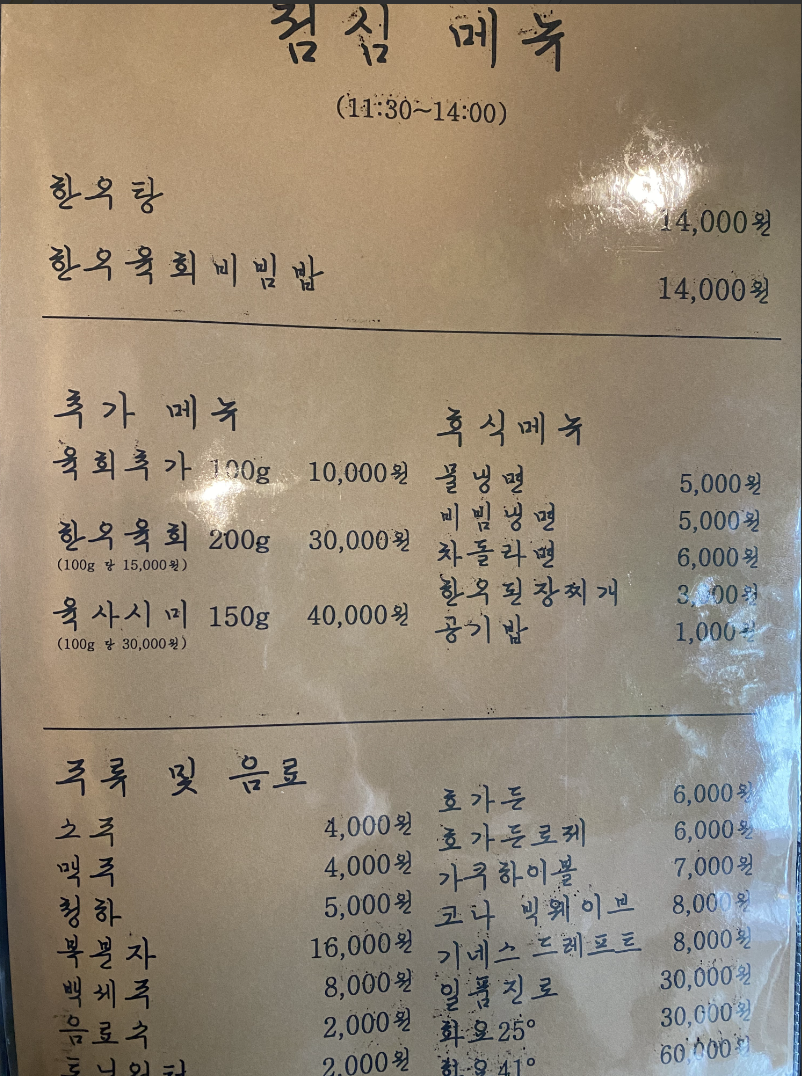 점심 메뉴
(11:30~14:00)
한우탕 14,000원
한우육회비빔밥 14,000원
추가 메뉴
육회추가 100g 10,000원
한우육회 200g 30,000원
(100g 당 15,000원)
육사시미 150g 40,000원
(100g 당 30,000원)
후식메뉴
물냉면 5,000원
비빔냉면 5,000원
차돌라면 6,000원
한우된장찌개
공기밥 1,000원
주류 및 음료
소주 4,000원
맥주 4,000원
청하 5,000원
복분자 16,000원
백세주 8,000원
음료수 2,000원
토닉워터 2,000원
호가든 6,000원
호가든로제 6,000원
가쿠하이볼 7,000원
코나 빅웨이브 8,000원
기네스 드레프트 8,000원
일품진로 30,000원
화요25° 30,000원
화요41° 60,000원